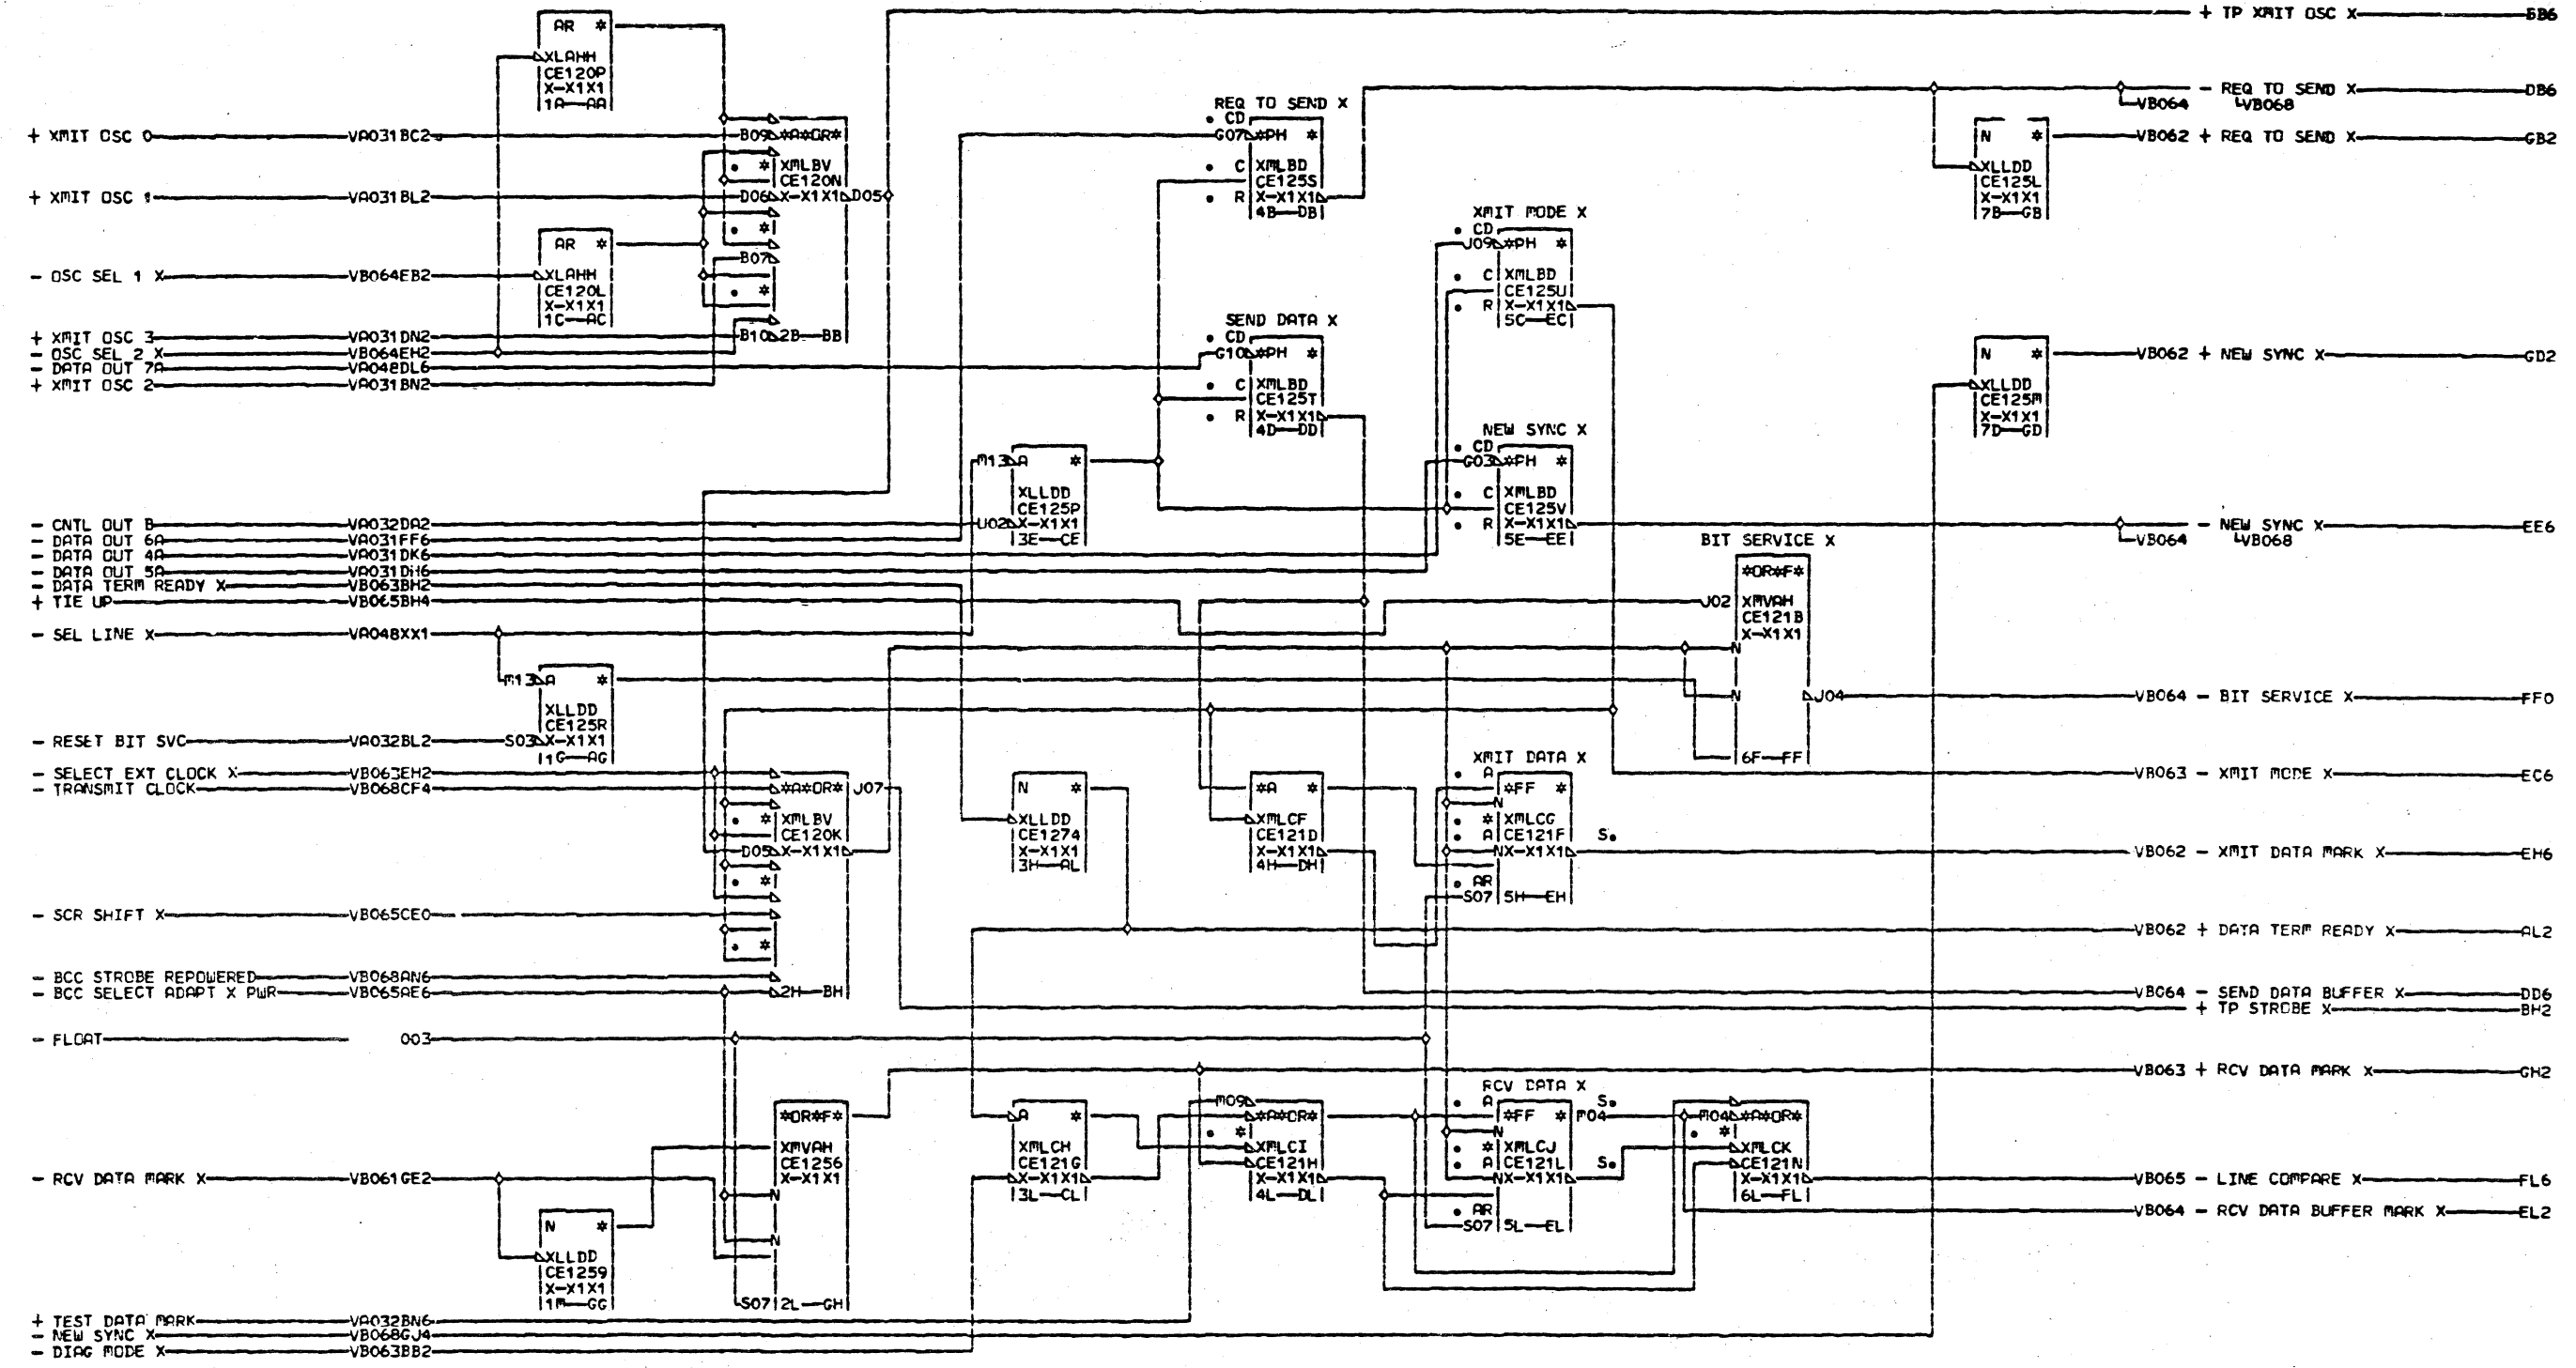 + TP XMIT OSC X BB6
AR *
XLAHH
CE120P
X-X1X1
1A AA
- REQ TO SEND X DB6
VB064 VB068
REQ TO SEND X
CD
G07 *PH *
C XMLBD
CE125S
R X-X1X1
4B DB
N *
XLLDD
CE125L
X-X1X1
7B GB
VB062 + REQ TO SEND X GB2
+ XMIT OSC 0 VA031BC2
B09 *A*OR*
* XMLBV
CE120N
+ XMIT OSC 1 VA031BL2
D06 X-X1X1 D05
*
B07
*
B10 2B BB
AR *
- OSC SEL 1 X VB064EB2
XLAHH
CE120L
X-X1X1
1C AC
XMIT MODE X
CD
J09 *PH *
C XMLBD
CE125U
R X-X1X1
5C EC
+ XMIT OSC 3 VA031DN2
- OSC SEL 2 X VB064EH2
- DATA OUT 7A VA048DL6
+ XMIT OSC 2 VA031BN2
SEND DATA X
CD
G10 *PH *
C XMLBD
CE125T
R X-X1X1
4D DD
N *
XLLDD
CE125M
X-X1X1
7D GD
VB062 + NEW SYNC X GD2
NEW SYNC X
CD
G03 *PH *
C XMLBD
CE125V
R X-X1X1
5E EE
M13 A *
XLLDD
CE125P
U02 X-X1X1
3E CE
- NEW SYNC X EE6
VB064 VB068
- CNTL OUT B VA032DA2
- DATA OUT 6A VA031FF6
- DATA OUT 4A VA031DK6
- DATA OUT 5A VA031DH6
- DATA TERM READY X VB063BH2
+ TIE UP VB065BH4
- SEL LINE X VA048XX1
BIT SERVICE X
*OR*F*
J02 XMVAH
CE121B
X-X1X1
N
N J04
6F FF
VB064 - BIT SERVICE X FF0
M13 A *
XLLDD
CE125R
- RESET BIT SVC VA032BL2
S03 X-X1X1
1G AG
- SELECT EXT CLOCK X VB063EH2
- TRANSMIT CLOCK VB068CF4
*A*OR* J07
* XMLBV
CE120K
D05 X-X1X1
*
- SCR SHIFT X VB065CE0
*
- BCC STROBE REPOWERED VB068AN6
- BCC SELECT ADAPT X PWR VB065AE6
2H BH
N *
XLLDD
CE1274
X-X1X1
3H AL
*A *
XMLCF
CE121D
X-X1X1
4H DH
XMIT DATA X
A
*FF *
N
* XMLCG
A CE121F S
NX-X1X1
AR
S07 5H EH
VB063 - XMIT MODE X EC6
VB062 - XMIT DATA MARK X EH6
VB062 + DATA TERM READY X AL2
VB064 - SEND DATA BUFFER X DD6
+ TP STROBE X BH2
- FLOAT 003
VB063 + RCV DATA MARK X GH2
*OR*F*
XMVAH
CE1256
X-X1X1
N
N
S07 2L GH
- RCV DATA MARK X VB061GE2
N *
XLLDD
CE1259
X-X1X1
1M GG
A *
XMLCH
CE121G
X-X1X1
3L CL
M09
*A*OR*
*
XMLCI
CE121H
X-X1X1
4L DL
RCV DATA X
A S
*FF * M04
N
* XMLCJ
A CE121L S
NX-X1X1
AR
S07 5L EL
M04 *A*OR*
*
XMLCK
CE121N
X-X1X1
6L FL
VB065 - LINE COMPARE X FL6
VB064 - RCV DATA BUFFER MARK X EL2
+ TEST DATA MARK VA032BN6
- NEW SYNC X VB068GJ4
- DIAG MODE X VB063BB2